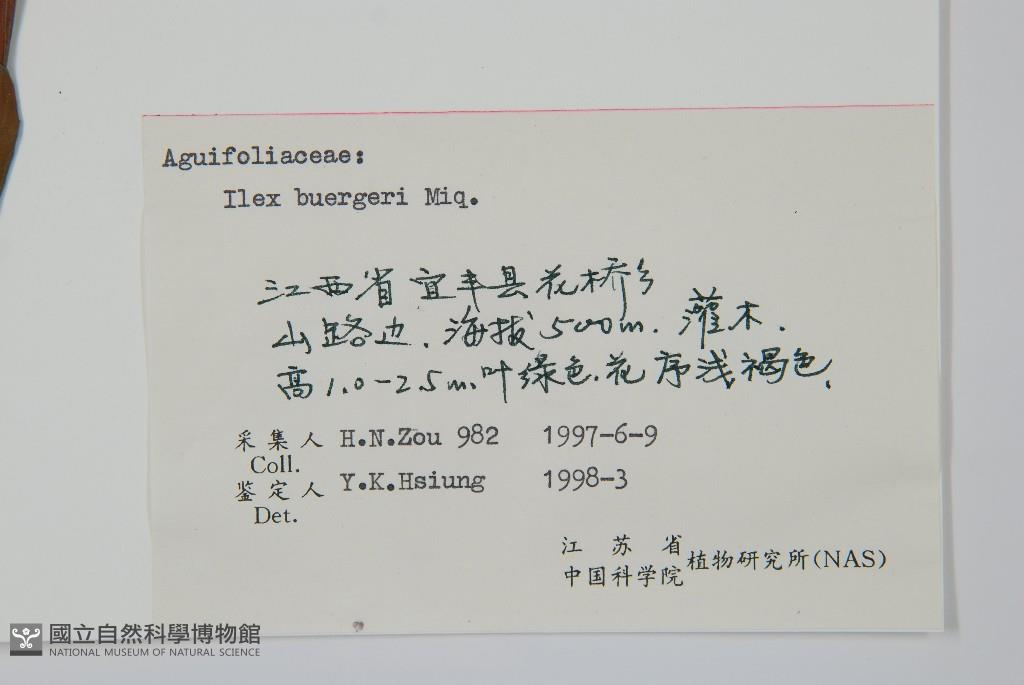 Aguifoliaceae:
Ilex buergeri Miq.
江西省宜丰县花桥乡
山路边.海拔500m.灌木.
高1.0-2.5m.叶绿色.花序浅褐色.
采集人 H.N.Zou 982 1997-6-9
Coll.
鉴定人 Y.K.Hsiung 1998-3
Det.
江苏省
中国科学院 植物研究所(NAS)
國立自然科學博物館
NATIONAL MUSEUM OF NATURAL SCIENCE